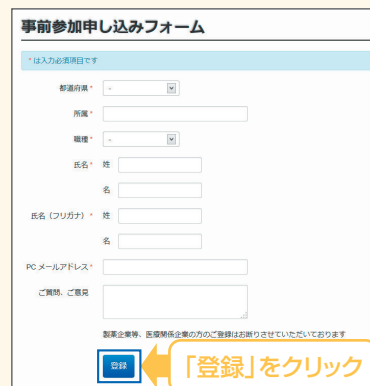 事前参加申し込みフォーム
* は入力必須項目です
都道府県 * -
所属 *
職種 * -
氏名 * 姓
名
氏名(フリガナ) * 姓
名
PC メールアドレス *
ご質問、ご意見
製薬企業等、医療関係企業の方のご登録はお断りさせていただいております
登録 「登録」をクリック